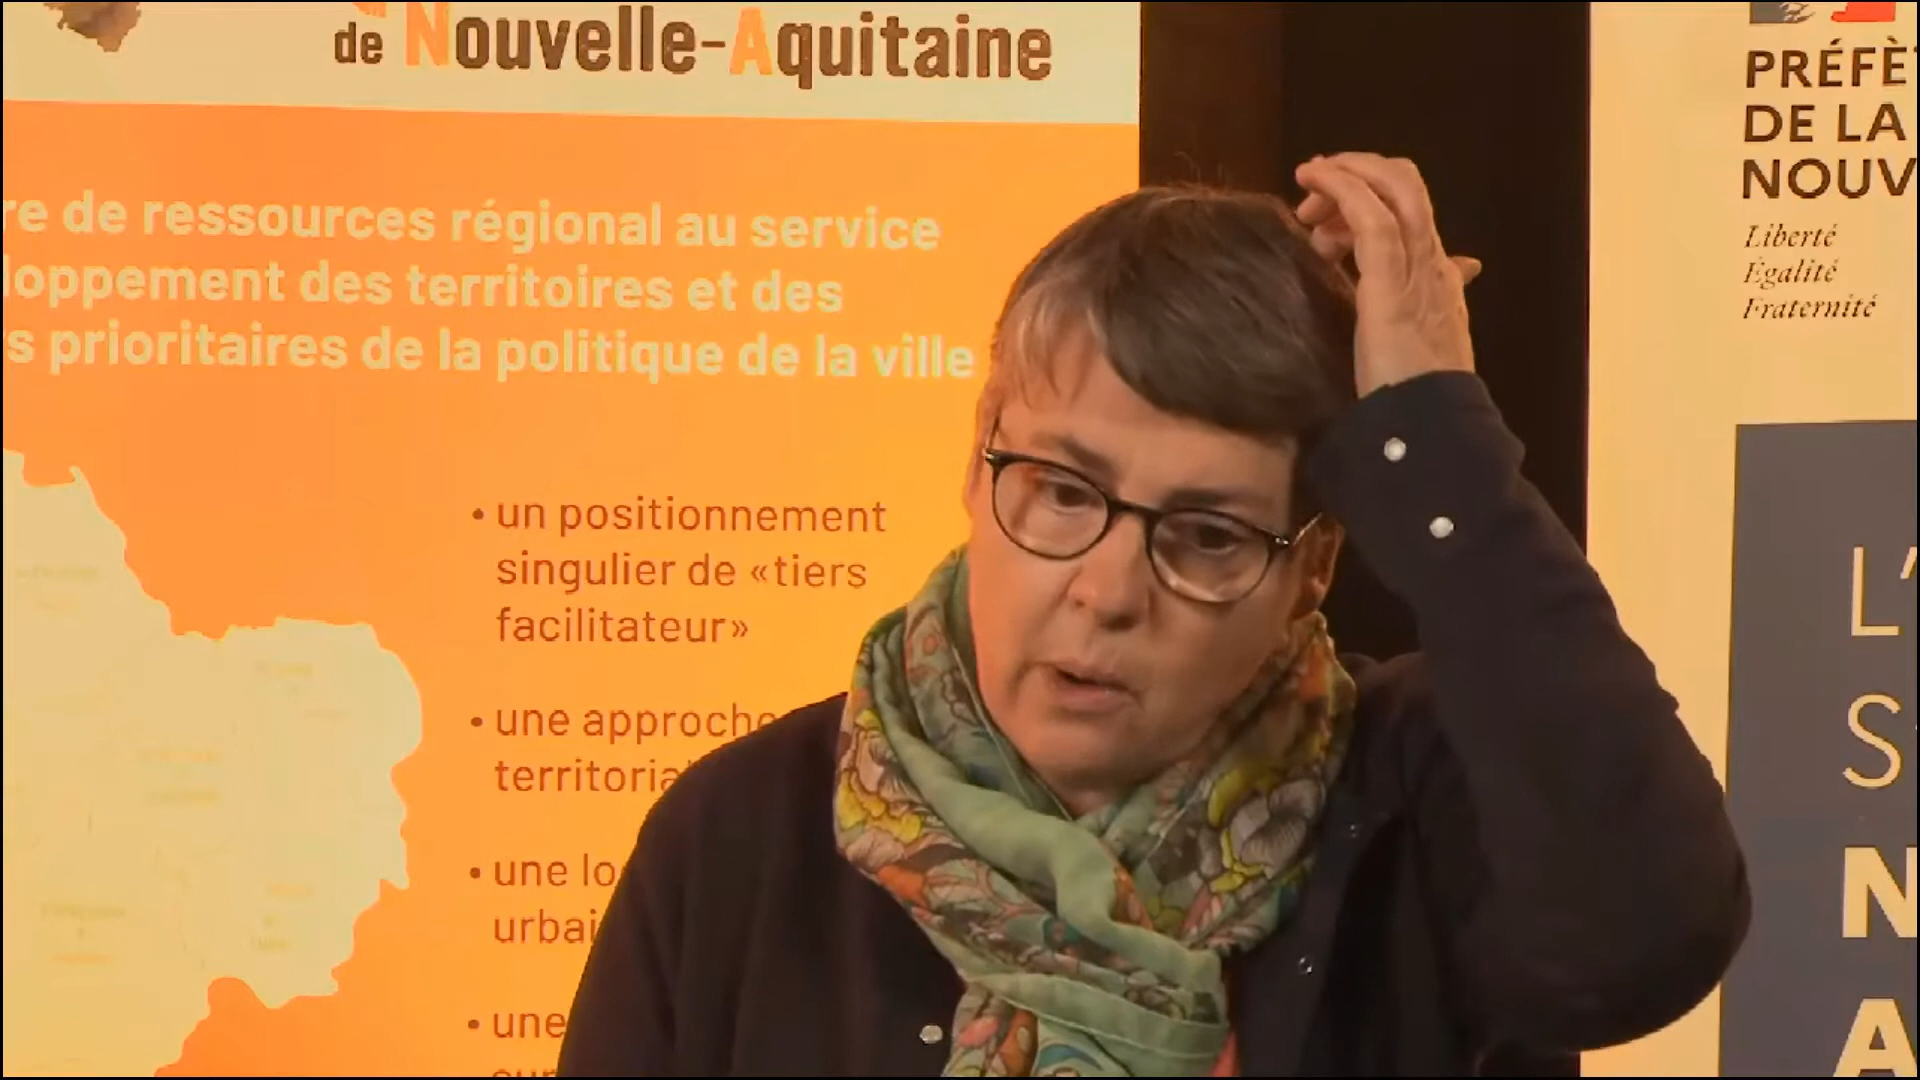 de Nouvelle-Aquitaine
re de ressources régional au service
loppement des territoires et des
s prioritaires de la politique de la ville
• un positionnement
singulier de «tiers
facilitateur»
• une approche
territoria
• une lo
urbai
• une
PRÉFÈ
DE LA
NOUV
Liberté
Égalité
Fraternité
L'
S
N
A